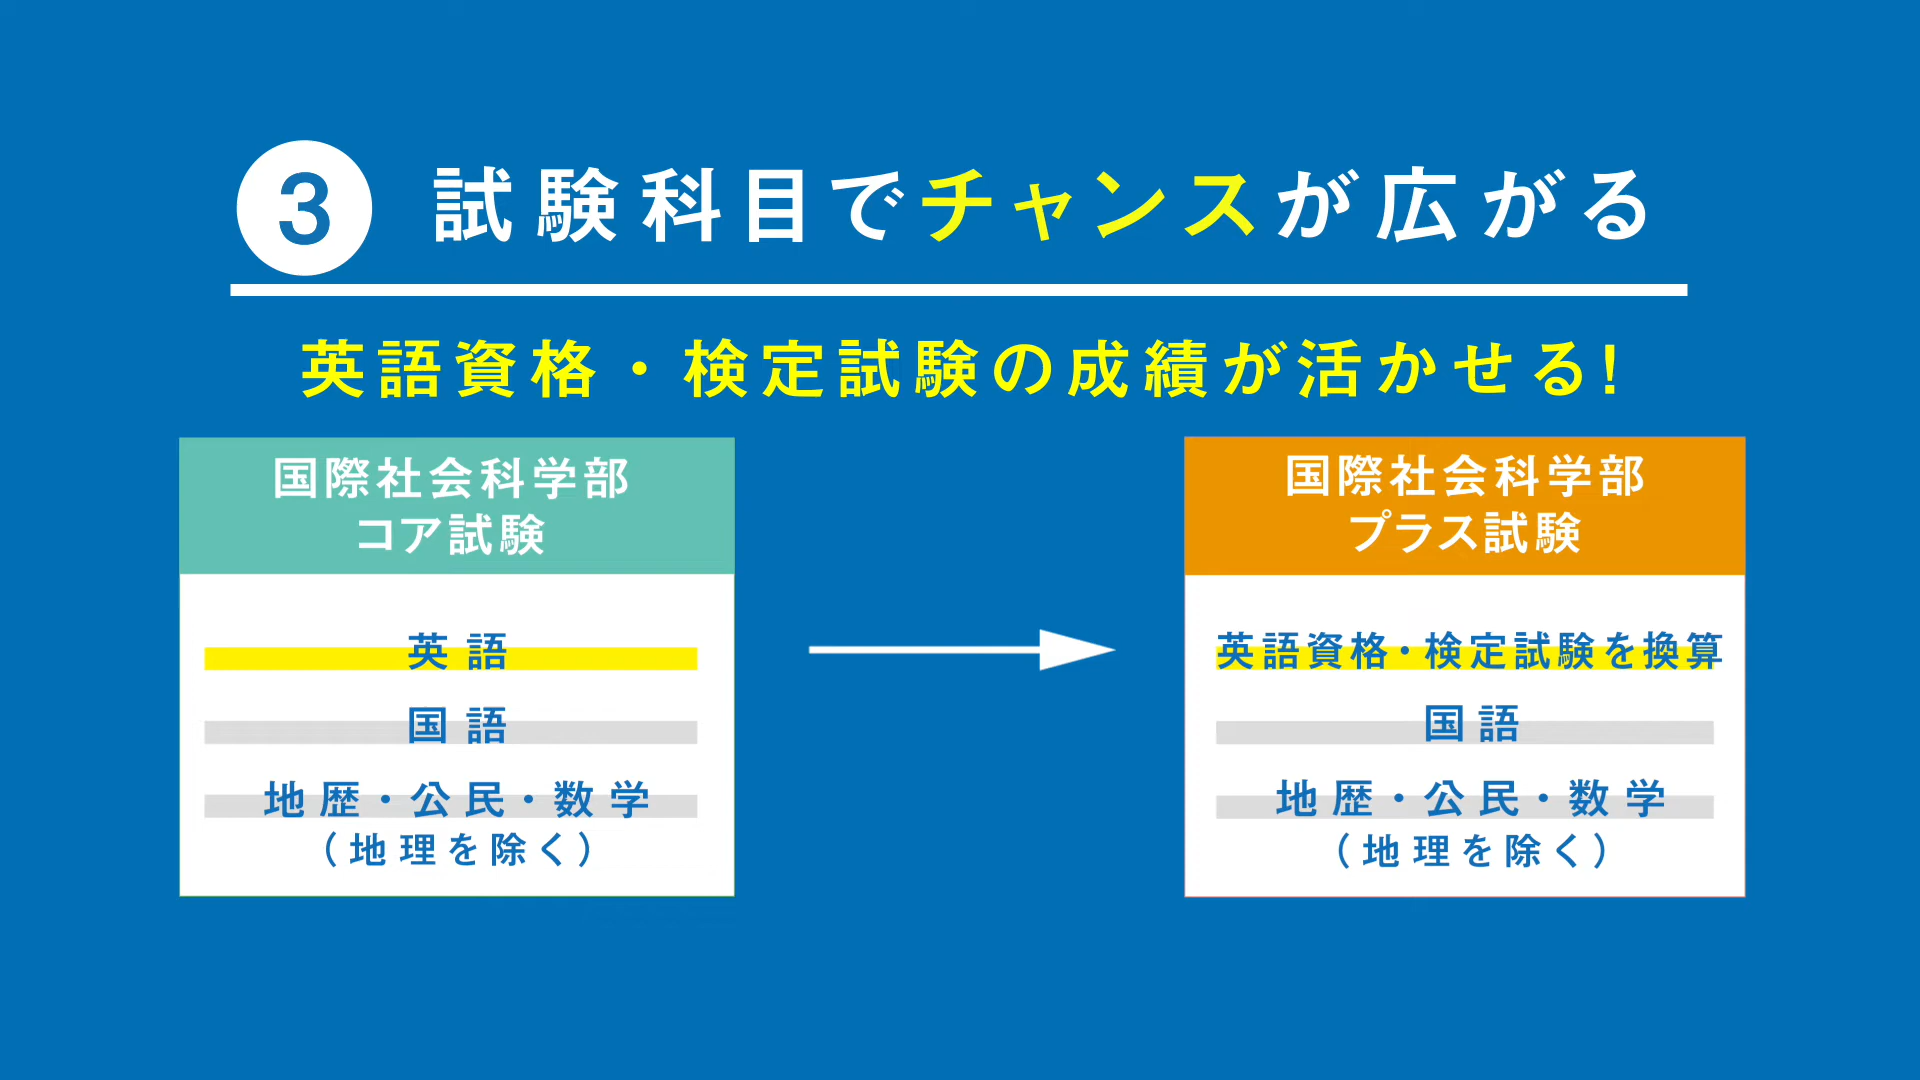 3 試験科目でチャンスが広がる
英語資格・検定試験の成績が活かせる!
国際社会科学部
コア試験
英語
国語
地歴・公民・数学
(地理を除く)
国際社会科学部
プラス試験
英語資格・検定試験を換算
国語
地歴・公民・数学
(地理を除く)